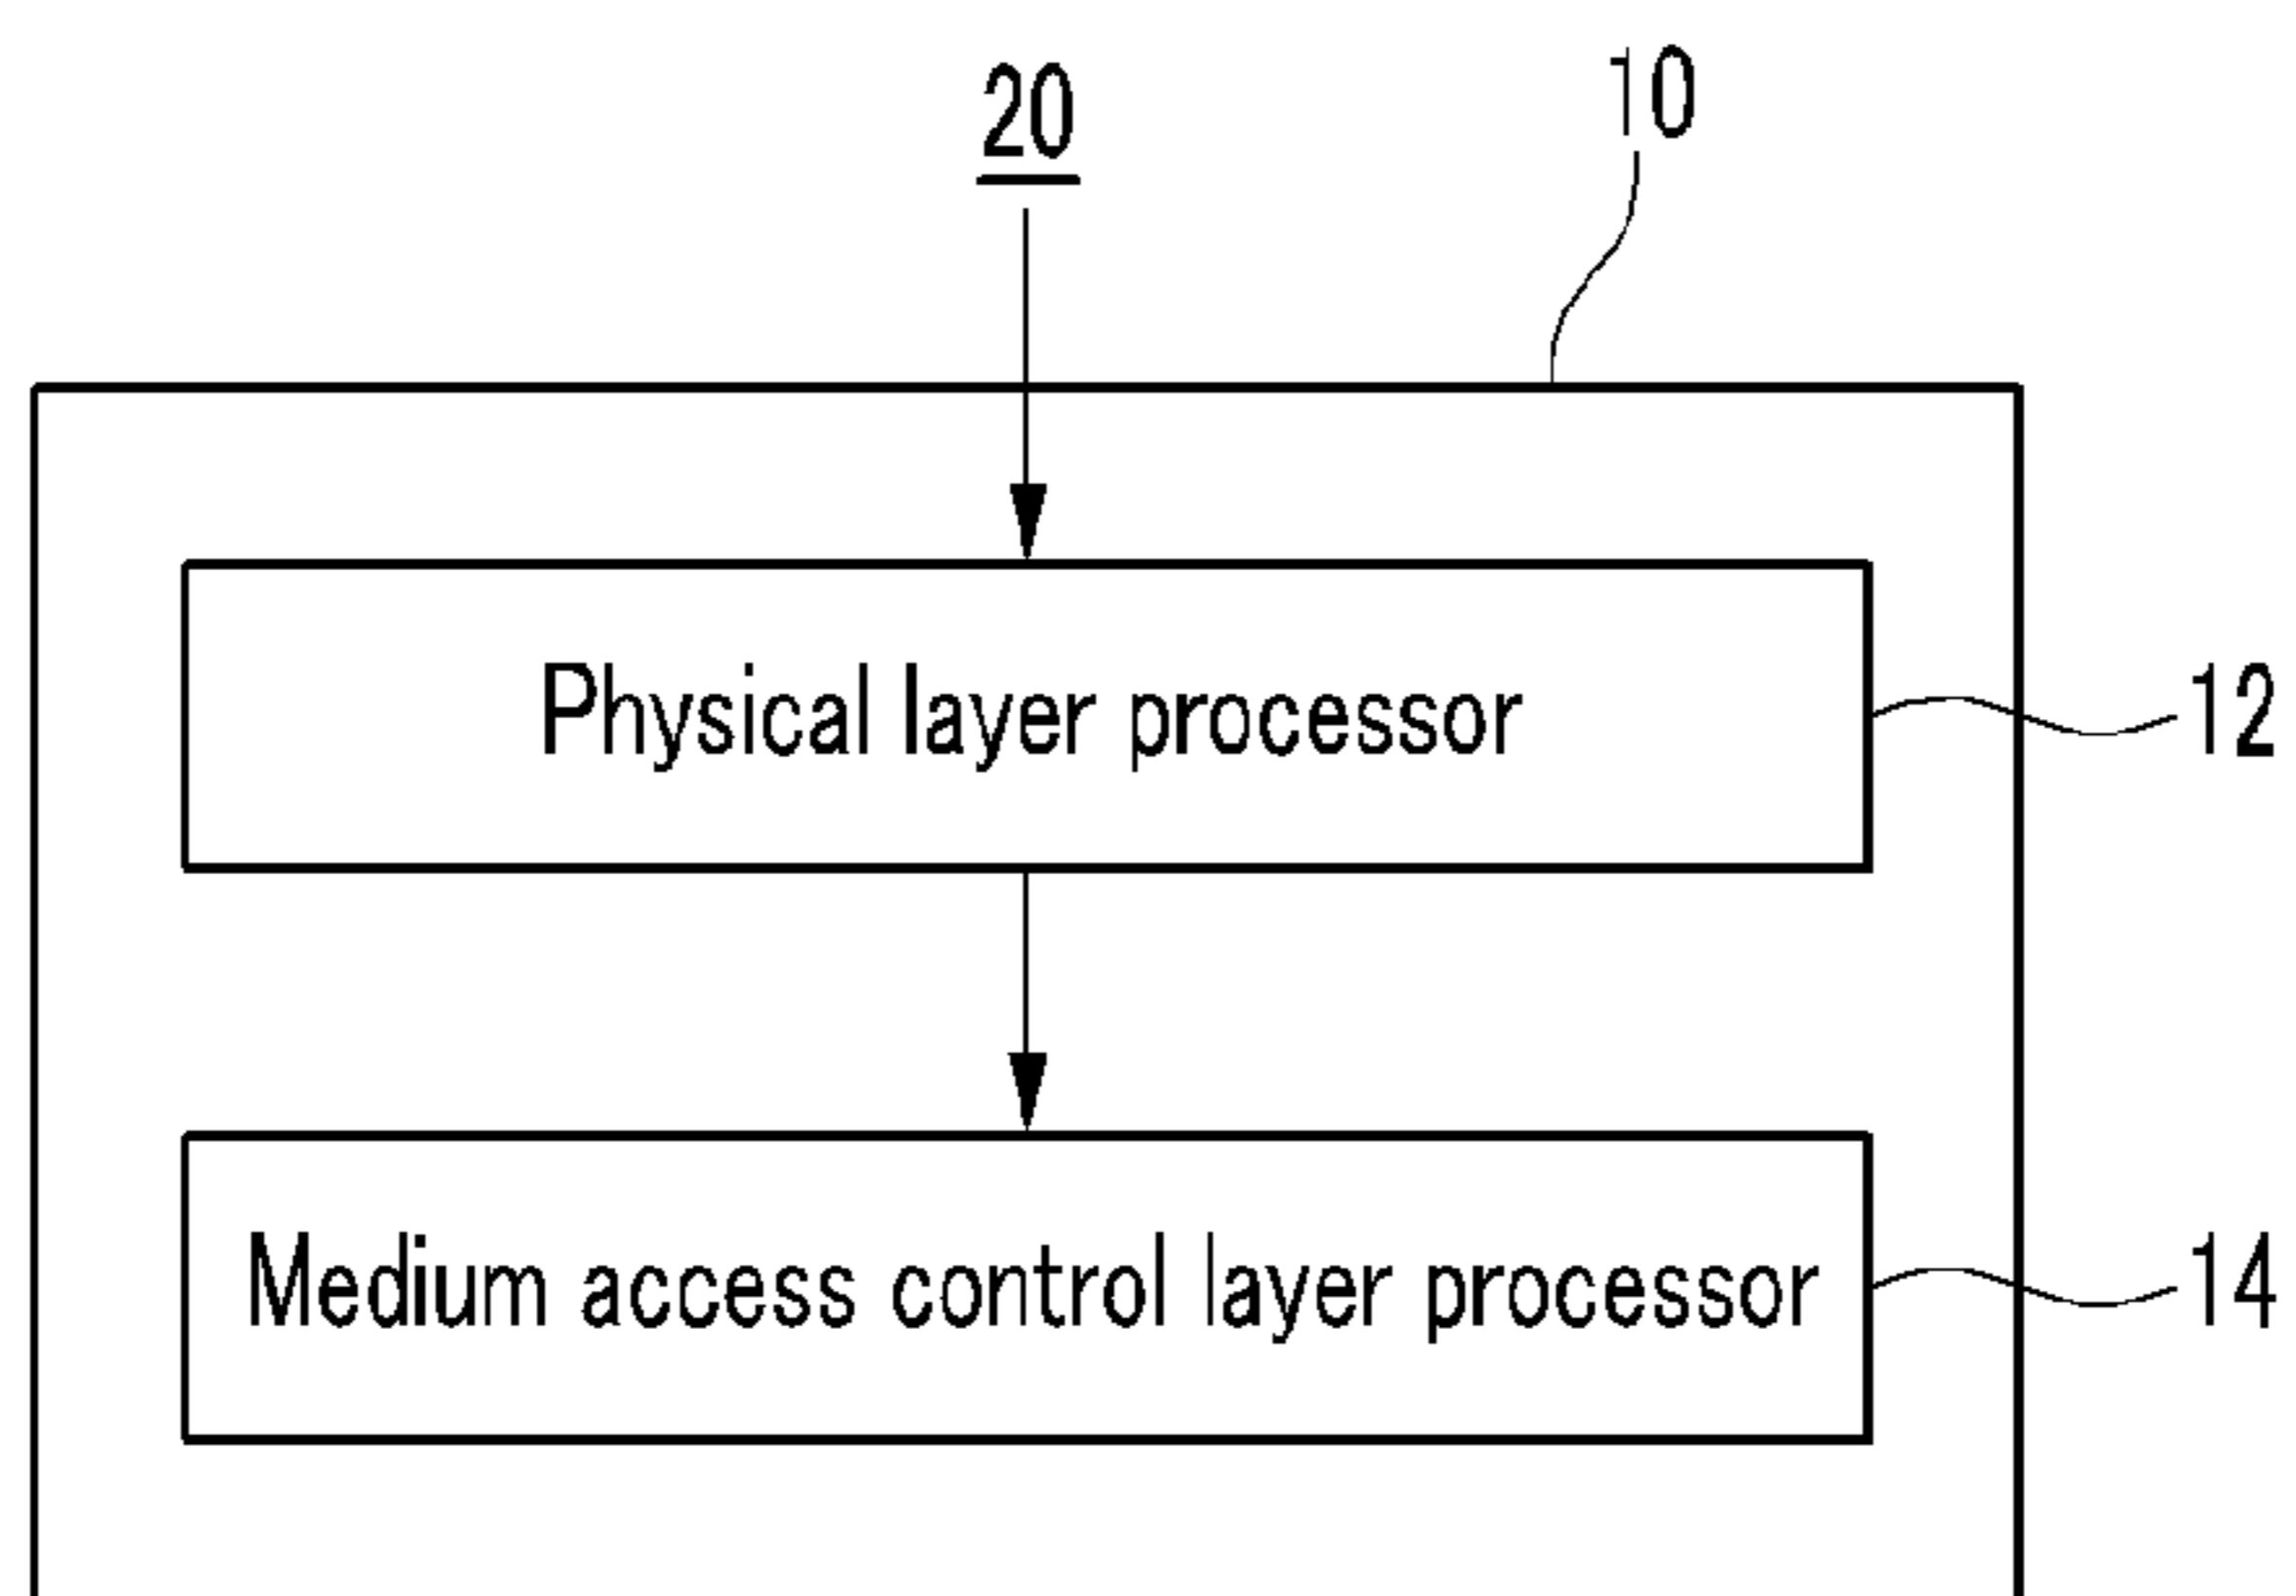 20
10
Physical layer processor
12
Medium access control layer processor
14